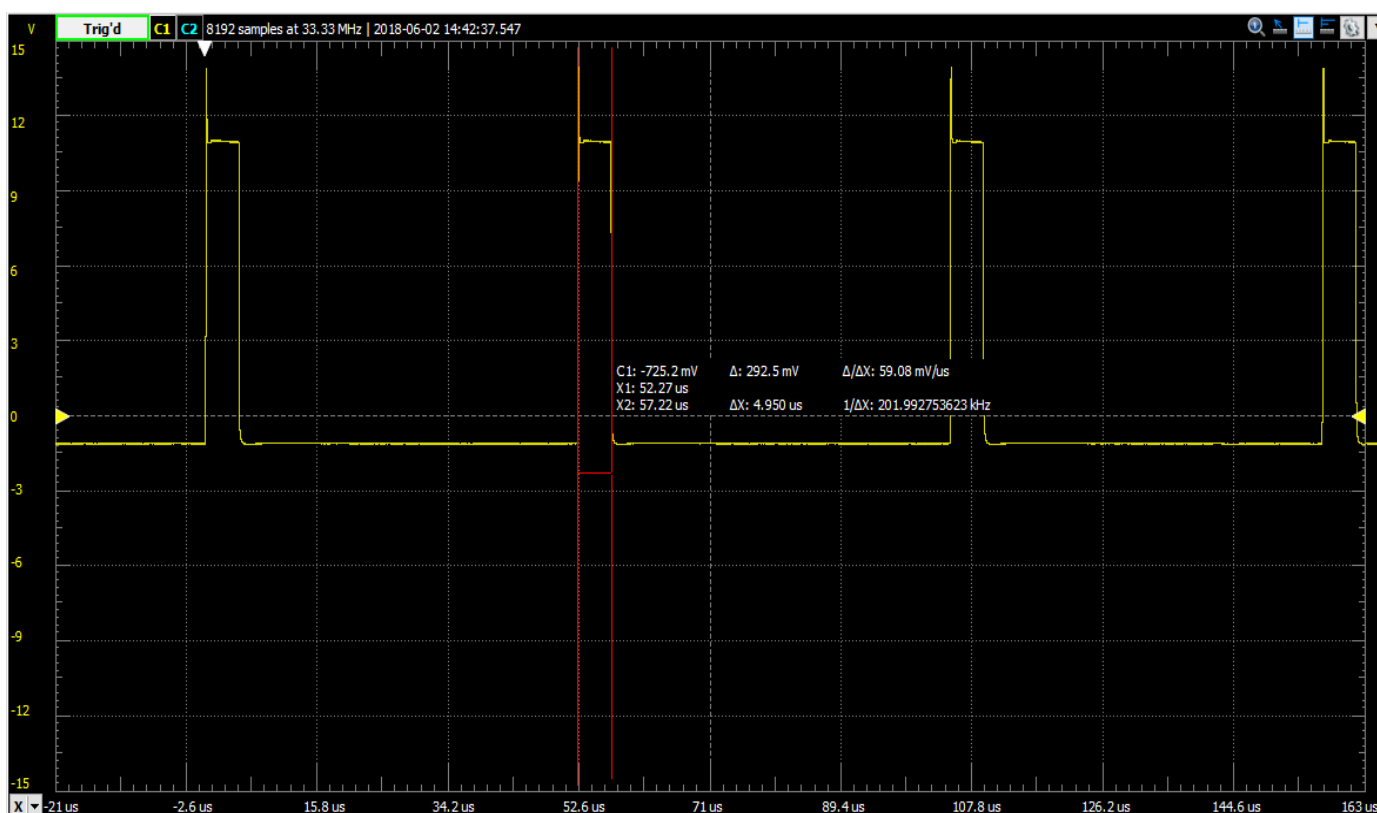 V Trig'd C1 C2 8192 samples at 33.33 MHz | 2018-06-02 14:42:37.547
15
12
9
6
3
C1: -725.2 mV Δ: 292.5 mV Δ/ΔX: 59.08 mV/us
X1: 52.27 us
X2: 57.22 us ΔX: 4.950 us 1/ΔX: 201.992753623 kHz
0
-3
-6
-9
-12
-15
X -21 us -2.6 us 15.8 us 34.2 us 52.6 us 71 us 89.4 us 107.8 us 126.2 us 144.6 us 163 us